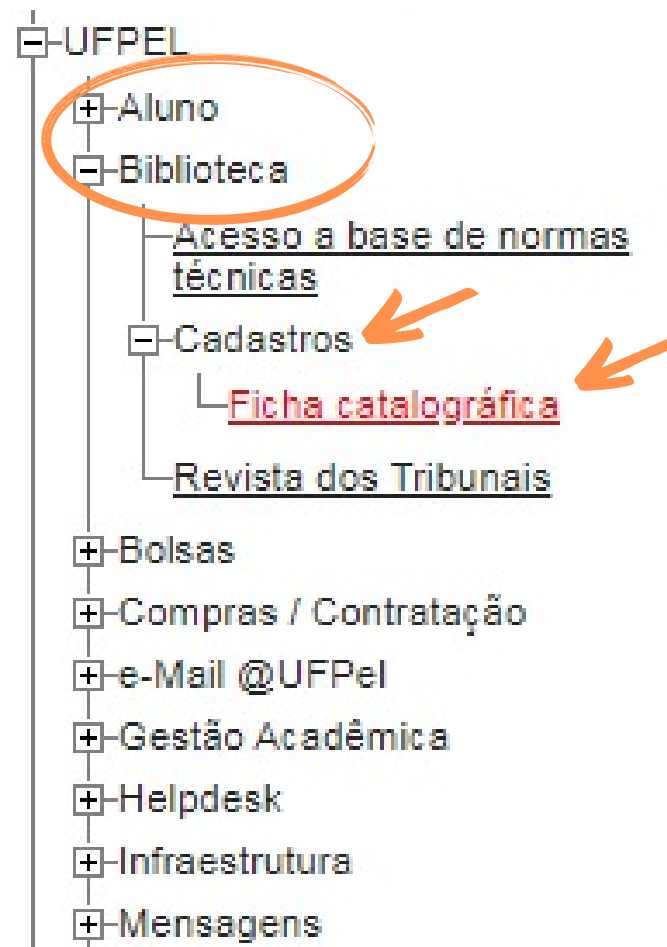 UFPEL
Aluno
Biblioteca
Acesso a base de normas
técnicas
Cadastros
Ficha catalográfica
Revista dos Tribunais
Bolsas
Compras / Contratação
e-Mail @UFPel
Gestão Acadêmica
Helpdesk
Infraestrutura
Mensagens